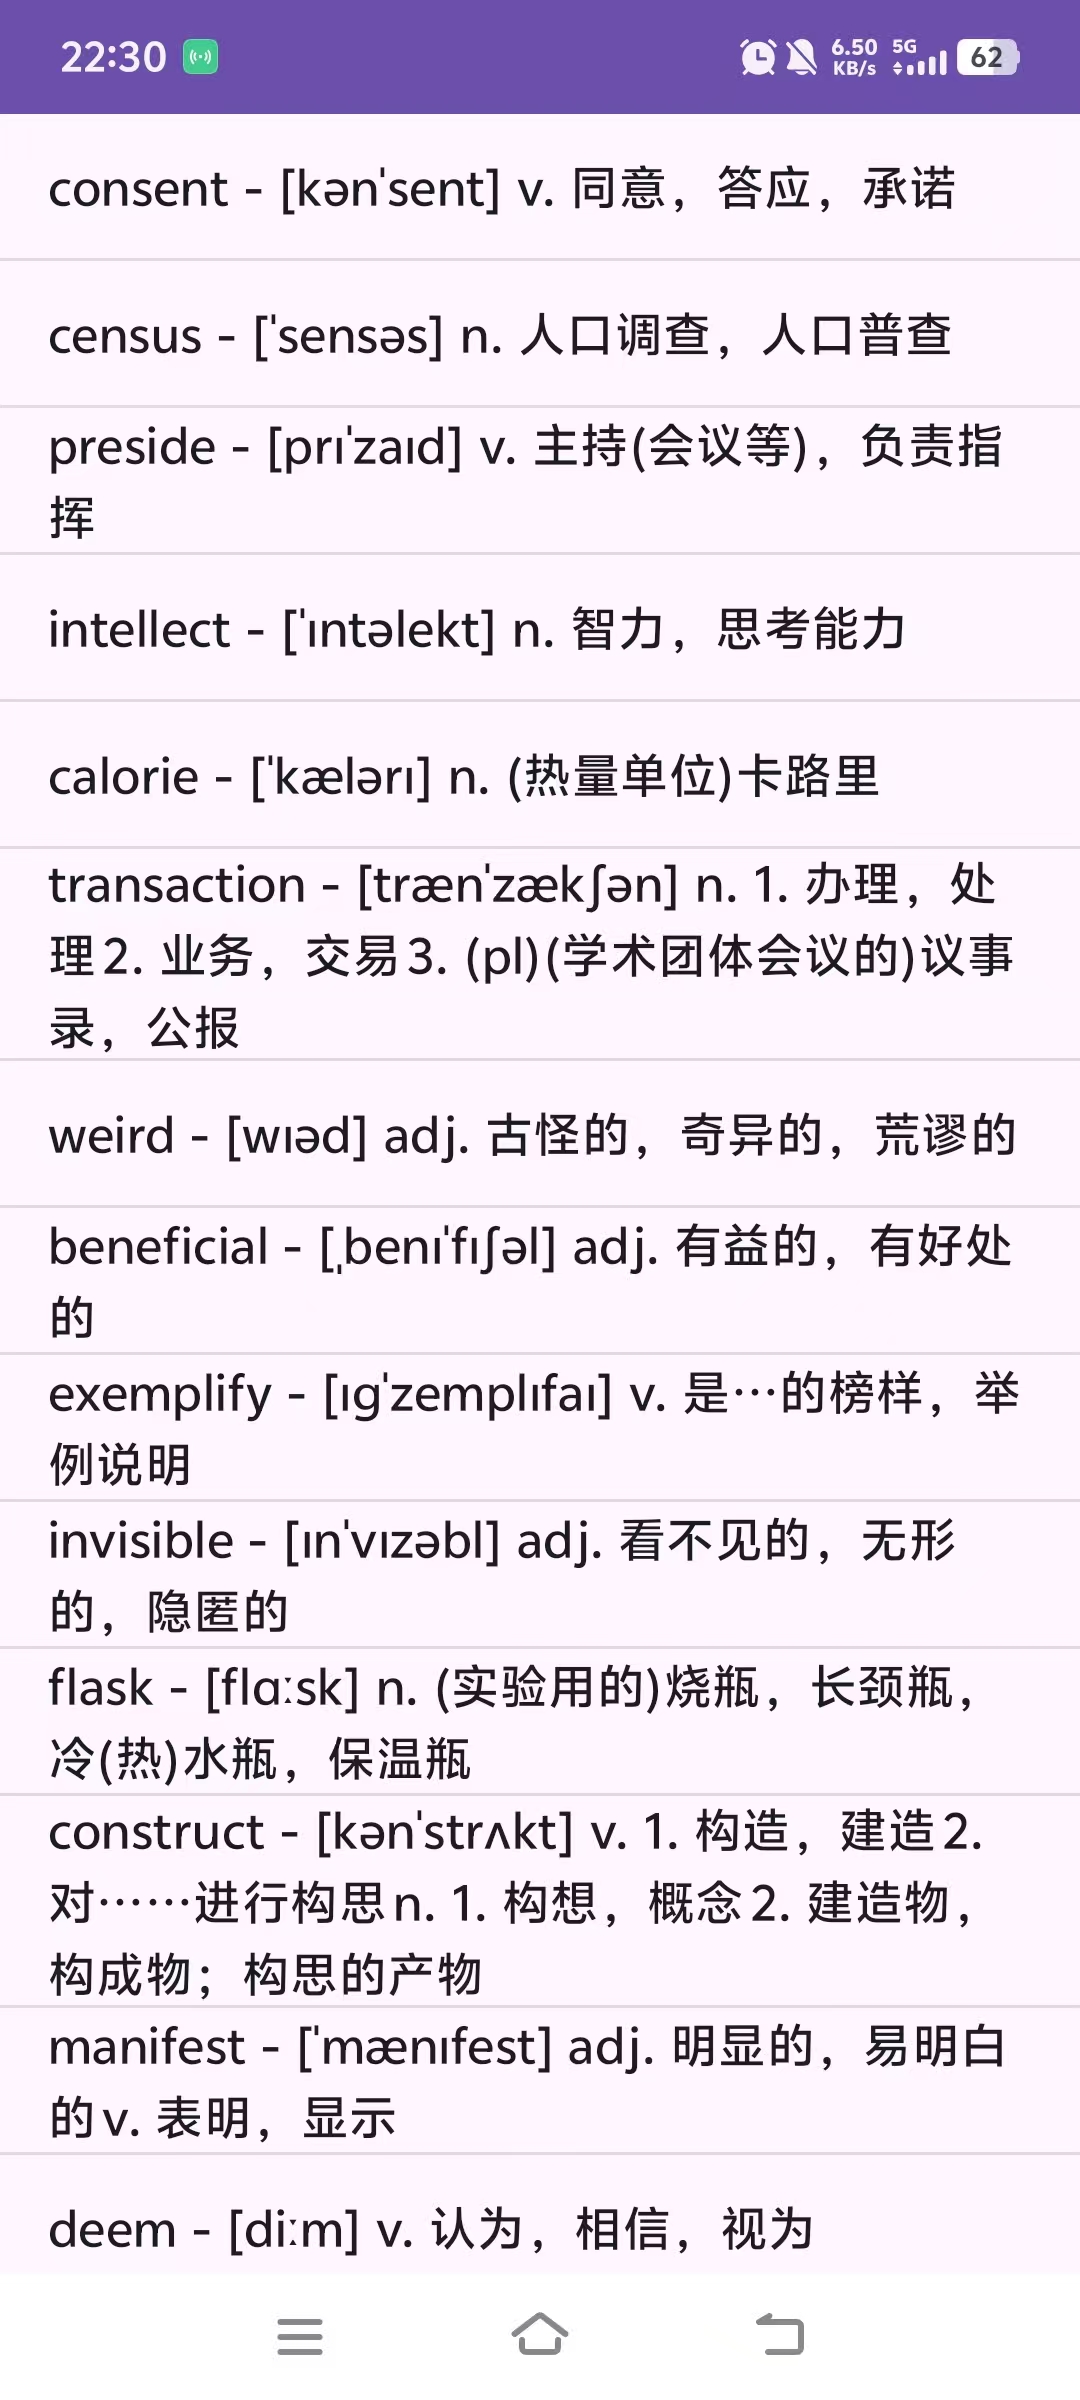 22:30
6.50 KB/s 5G 62
consent - [kən'sent] v. 同意，答应，承诺
census - ['sensəs] n. 人口调查，人口普查
preside - [prɪ'zaɪd] v. 主持(会议等)，负责指
挥
intellect - ['ɪntəlekt] n. 智力，思考能力
calorie - ['kælərɪ] n. (热量单位)卡路里
transaction - [træn'zækʃən] n. 1. 办理，处
理2. 业务，交易3. (pl)(学术团体会议的)议事
录，公报
weird - [wɪəd] adj. 古怪的，奇异的，荒谬的
beneficial - [ˌbenɪ'fɪʃəl] adj. 有益的，有好处
的
exemplify - [ɪg'zemplɪfaɪ] v. 是…的榜样，举
例说明
invisible - [ɪn'vɪzəbl] adj. 看不见的，无形
的，隐匿的
flask - [flɑːsk] n. (实验用的)烧瓶，长颈瓶，
冷(热)水瓶，保温瓶
construct - [kən'strʌkt] v. 1. 构造，建造2.
对……进行构思n. 1. 构想，概念2. 建造物，
构成物；构思的产物
manifest - ['mænɪfest] adj. 明显的，易明白
的v. 表明，显示
deem - [diːm] v. 认为，相信，视为